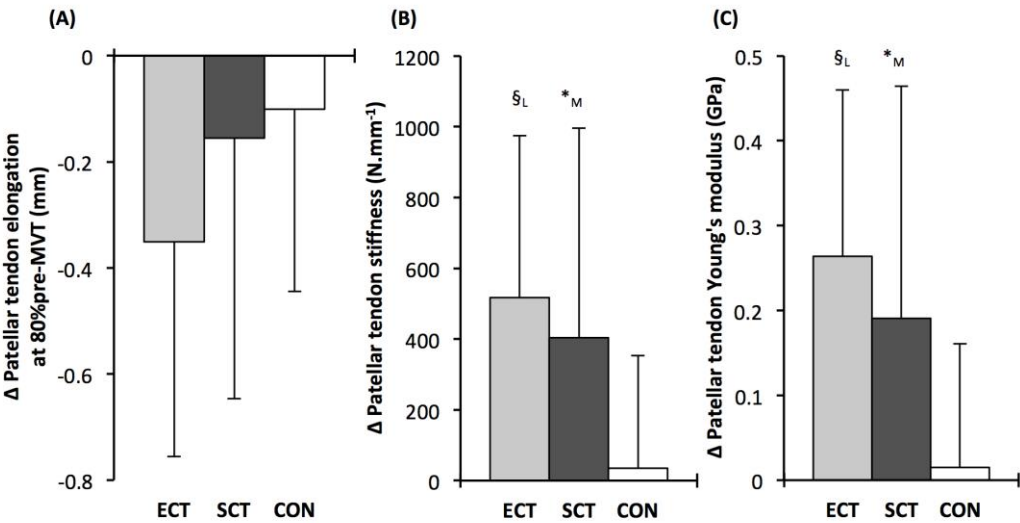 (A)
Δ Patellar tendon elongation
at 80%pre-MVT (mm)
0
-0.2
-0.4
-0.6
-0.8
ECT SCT CON
(B)
Δ Patellar tendon stiffness (N.mm⁻¹)
1200
1000
800
600
400
200
0
§L *M
ECT SCT CON
(C)
Δ Patellar tendon Young's modulus (GPa)
0.5
0.4
0.3
0.2
0.1
0
§L *M
ECT SCT CON